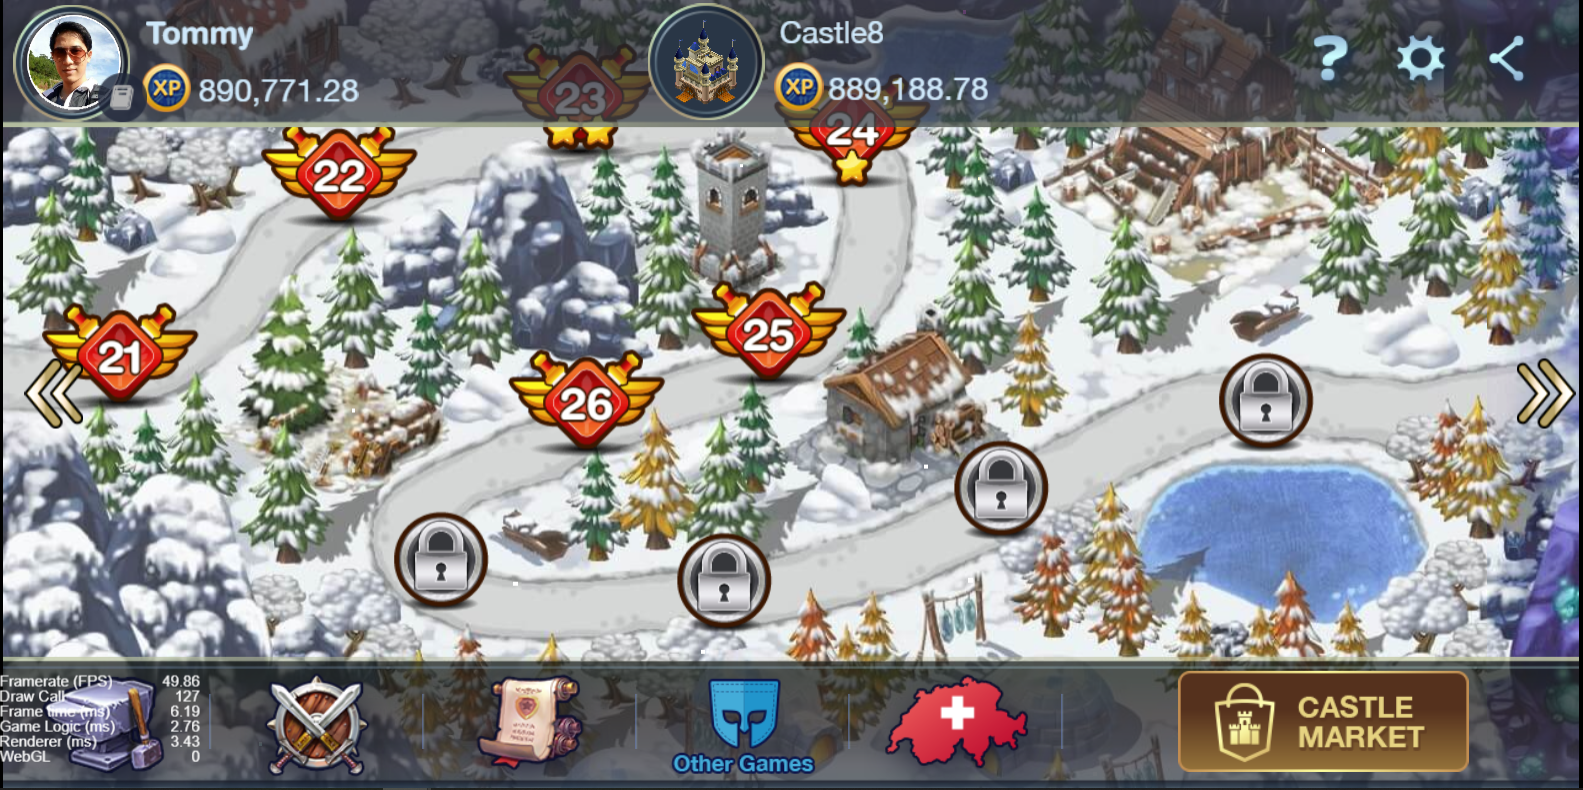 Tommy
XP 890,771.28
Castle8
XP 889,188.78
?
23
24
22
25
21
26
Framerate (FPS) 49.86
Draw Call 127
Frame time (ms) 6.19
Game Logic (ms) 2.76
Renderer (ms) 3.43
WebGL 0
Other Games
CASTLE
MARKET